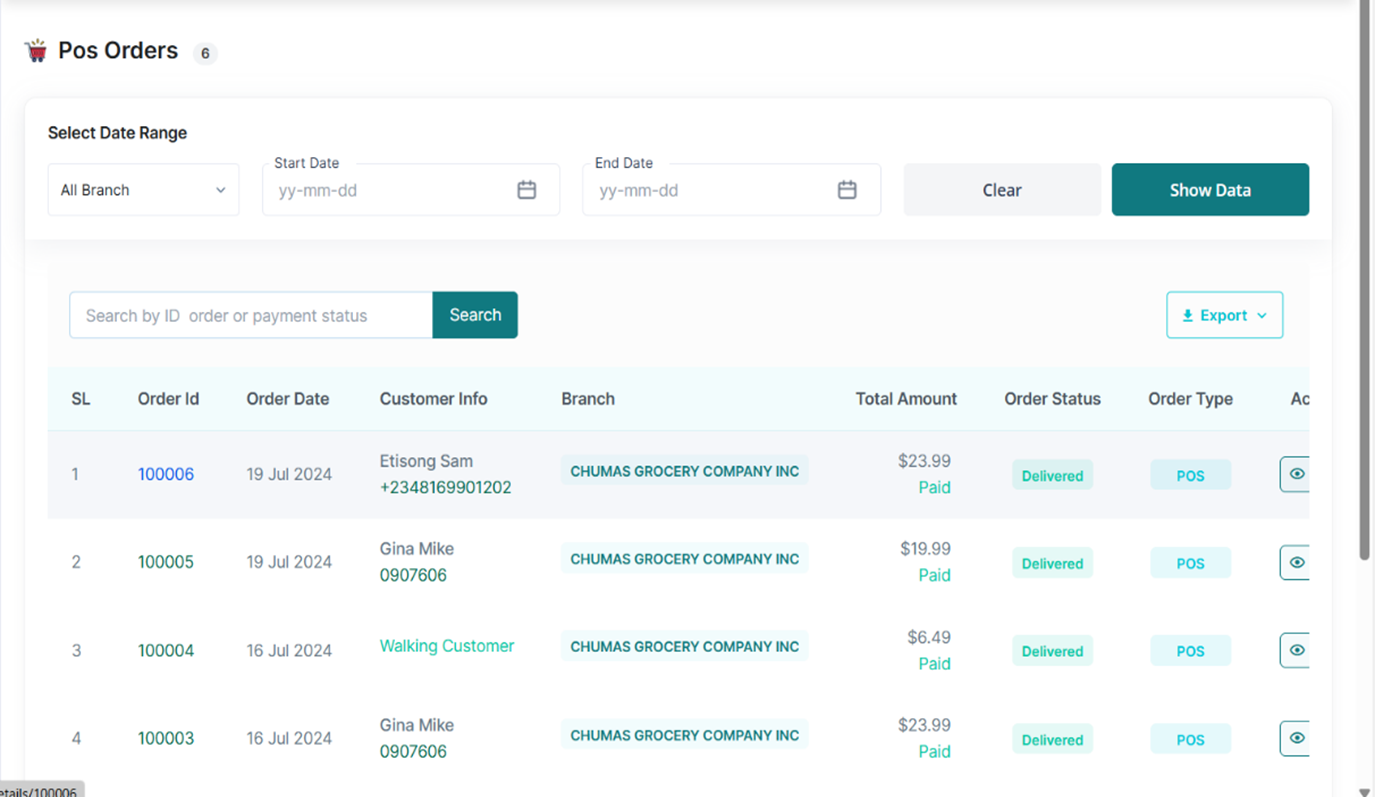 Pos Orders 6
Select Date Range
Start Date End Date
All Branch yy-mm-dd yy-mm-dd Clear Show Data
Search by ID order or payment status Search Export
SL Order Id Order Date Customer Info Branch Total Amount Order Status Order Type Ac
1 100006 19 Jul 2024 Etisong Sam CHUMAS GROCERY COMPANY INC $23.99 Delivered POS
+2348169901202 Paid
2 100005 19 Jul 2024 Gina Mike CHUMAS GROCERY COMPANY INC $19.99 Delivered POS
0907606 Paid
3 100004 16 Jul 2024 Walking Customer CHUMAS GROCERY COMPANY INC $6.49 Delivered POS
Paid
4 100003 16 Jul 2024 Gina Mike CHUMAS GROCERY COMPANY INC $23.99 Delivered POS
0907606 Paid
etails/100006